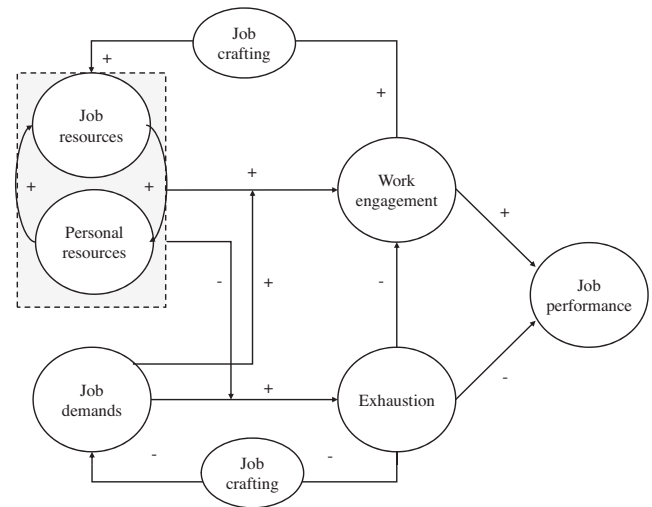 Job
crafting
+
+
Job
resources
+
+
+
Work
engagement
Personal
resources
+
-
+
-
Job
performance
Job
demands
+
Exhaustion
-
-
Job
crafting
-